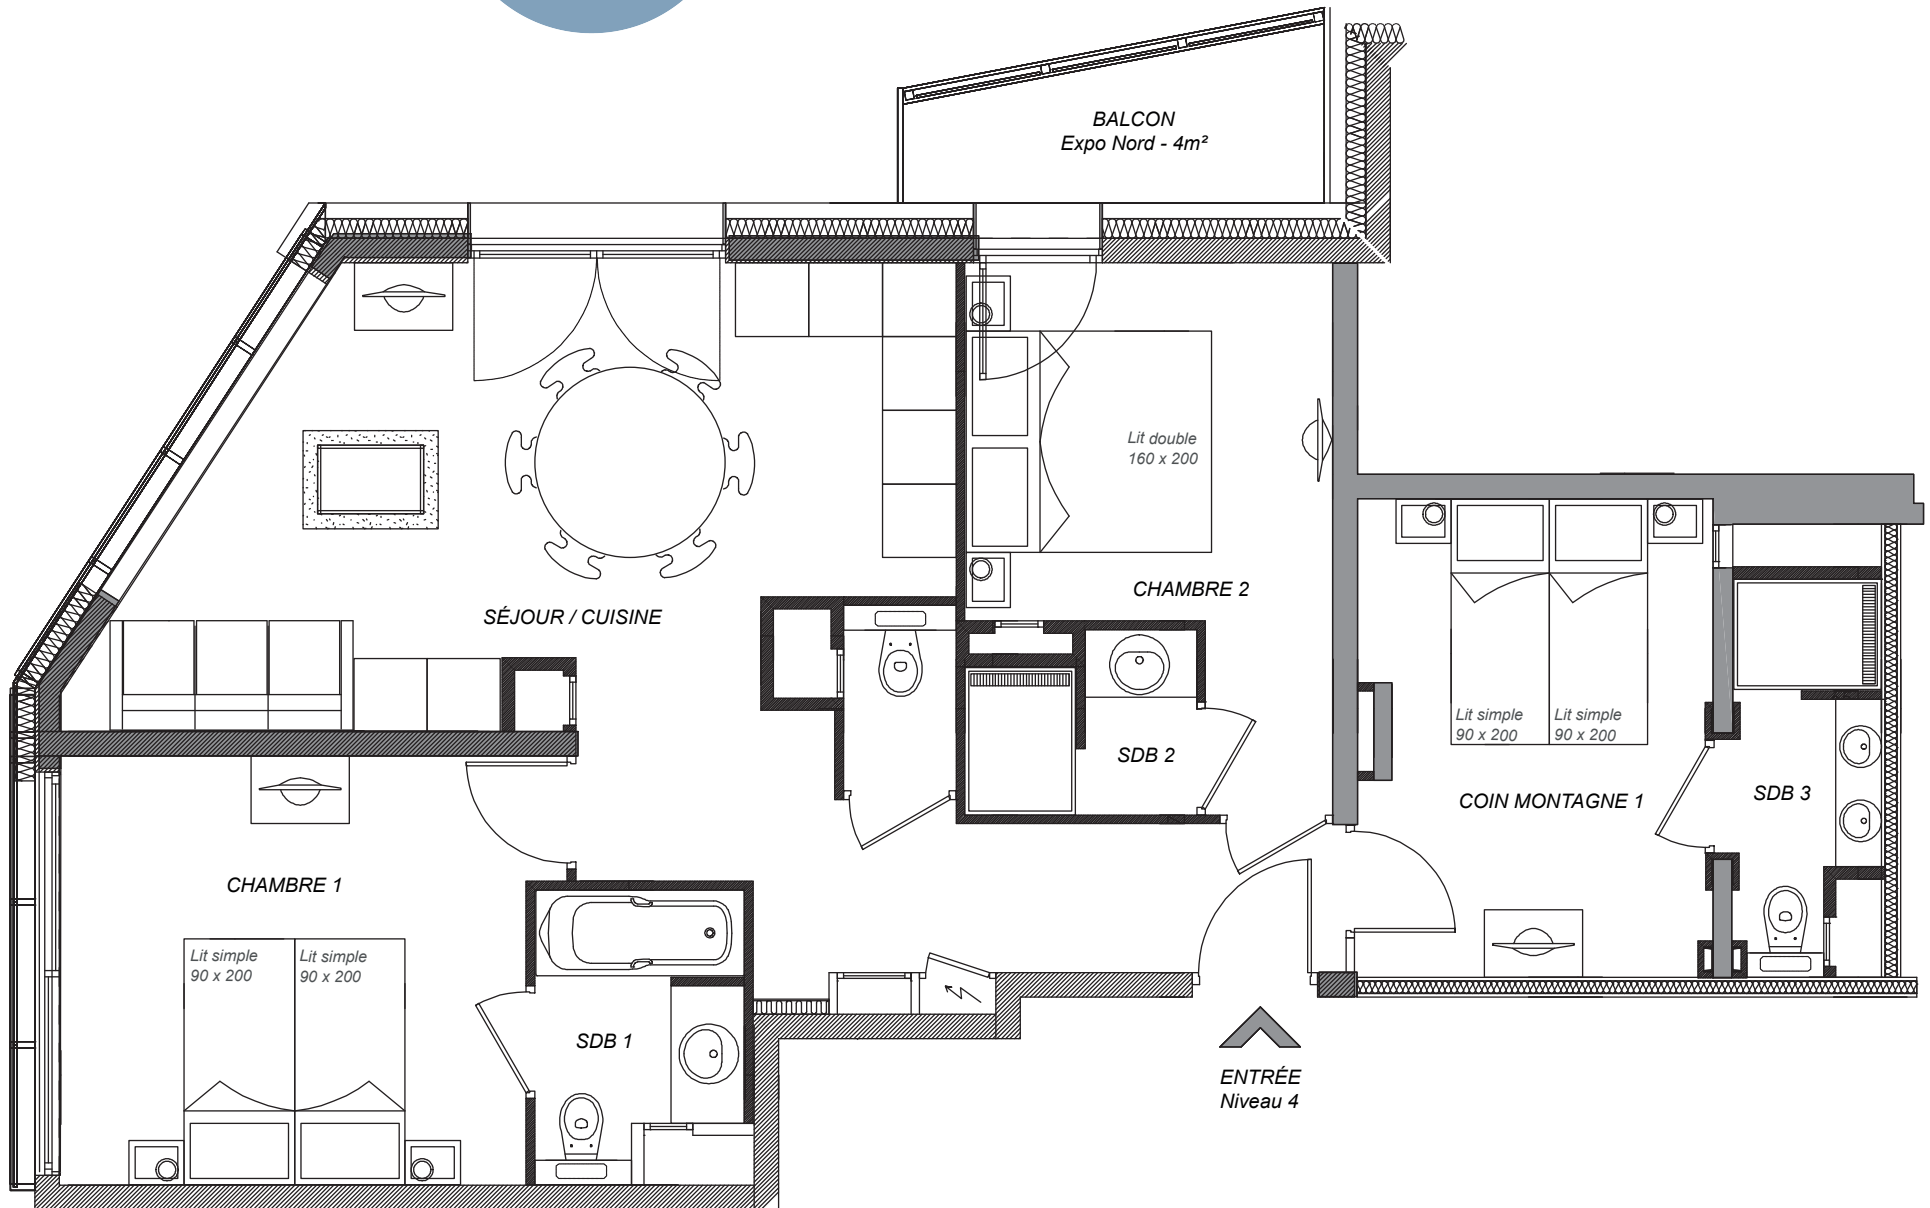 BALCON
Expo Nord - 4m²
Lit double
160 x 200
CHAMBRE 2
SÉJOUR / CUISINE
Lit simple
90 x 200
Lit simple
90 x 200
SDB 2
COIN MONTAGNE 1
SDB 3
CHAMBRE 1
Lit simple
90 x 200
Lit simple
90 x 200
SDB 1
ENTRÉE
Niveau 4